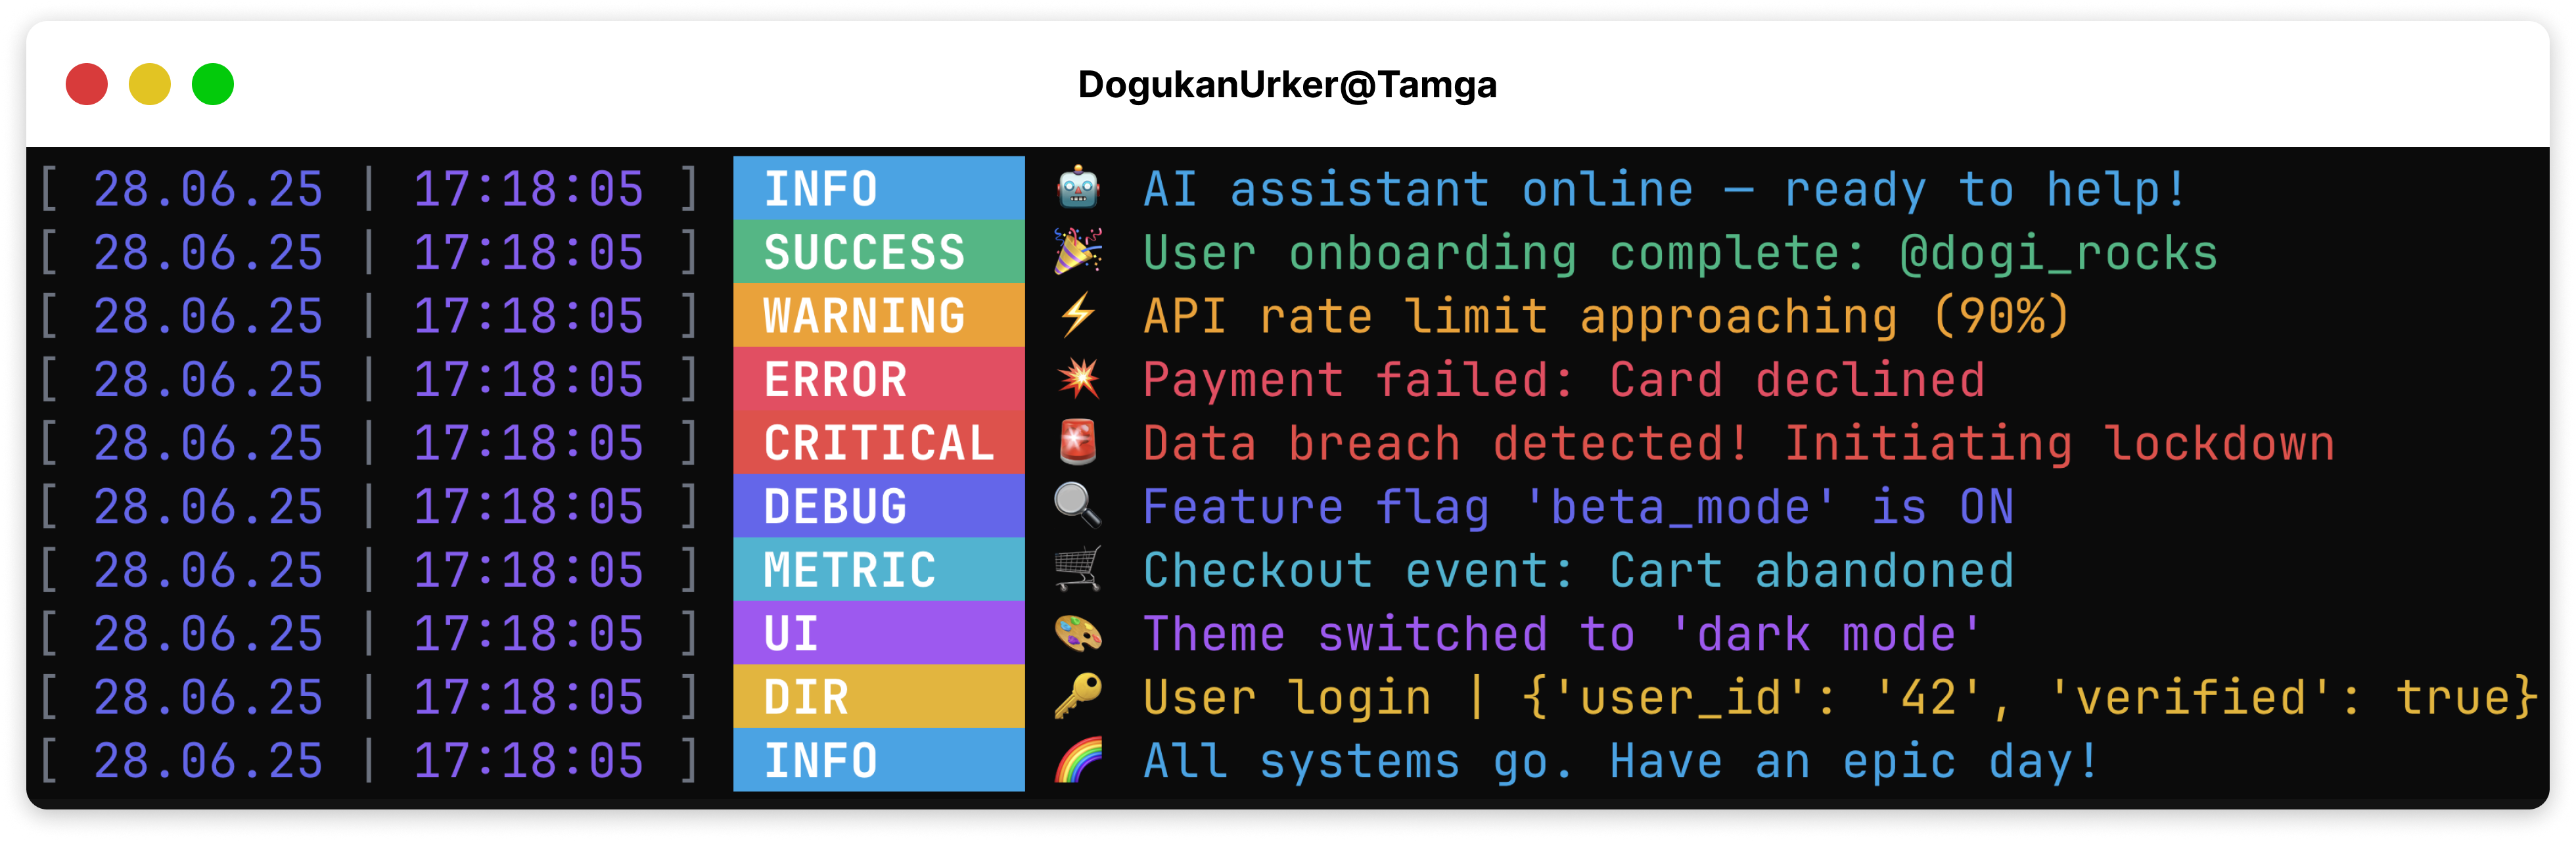 DogukanUrker@Tamga
[ 28.06.25 | 17:18:05 ] INFO 🤖 AI assistant online — ready to help!
[ 28.06.25 | 17:18:05 ] SUCCESS 🎉 User onboarding complete: @dogi_rocks
[ 28.06.25 | 17:18:05 ] WARNING ⚡ API rate limit approaching (90%)
[ 28.06.25 | 17:18:05 ] ERROR 💥 Payment failed: Card declined
[ 28.06.25 | 17:18:05 ] CRITICAL 🚨 Data breach detected! Initiating lockdown
[ 28.06.25 | 17:18:05 ] DEBUG 🔍 Feature flag 'beta_mode' is ON
[ 28.06.25 | 17:18:05 ] METRIC 🛒 Checkout event: Cart abandoned
[ 28.06.25 | 17:18:05 ] UI 🎨 Theme switched to 'dark mode'
[ 28.06.25 | 17:18:05 ] DIR 🔑 User login | {'user_id': '42', 'verified': true}
[ 28.06.25 | 17:18:05 ] INFO 🌈 All systems go. Have an epic day!